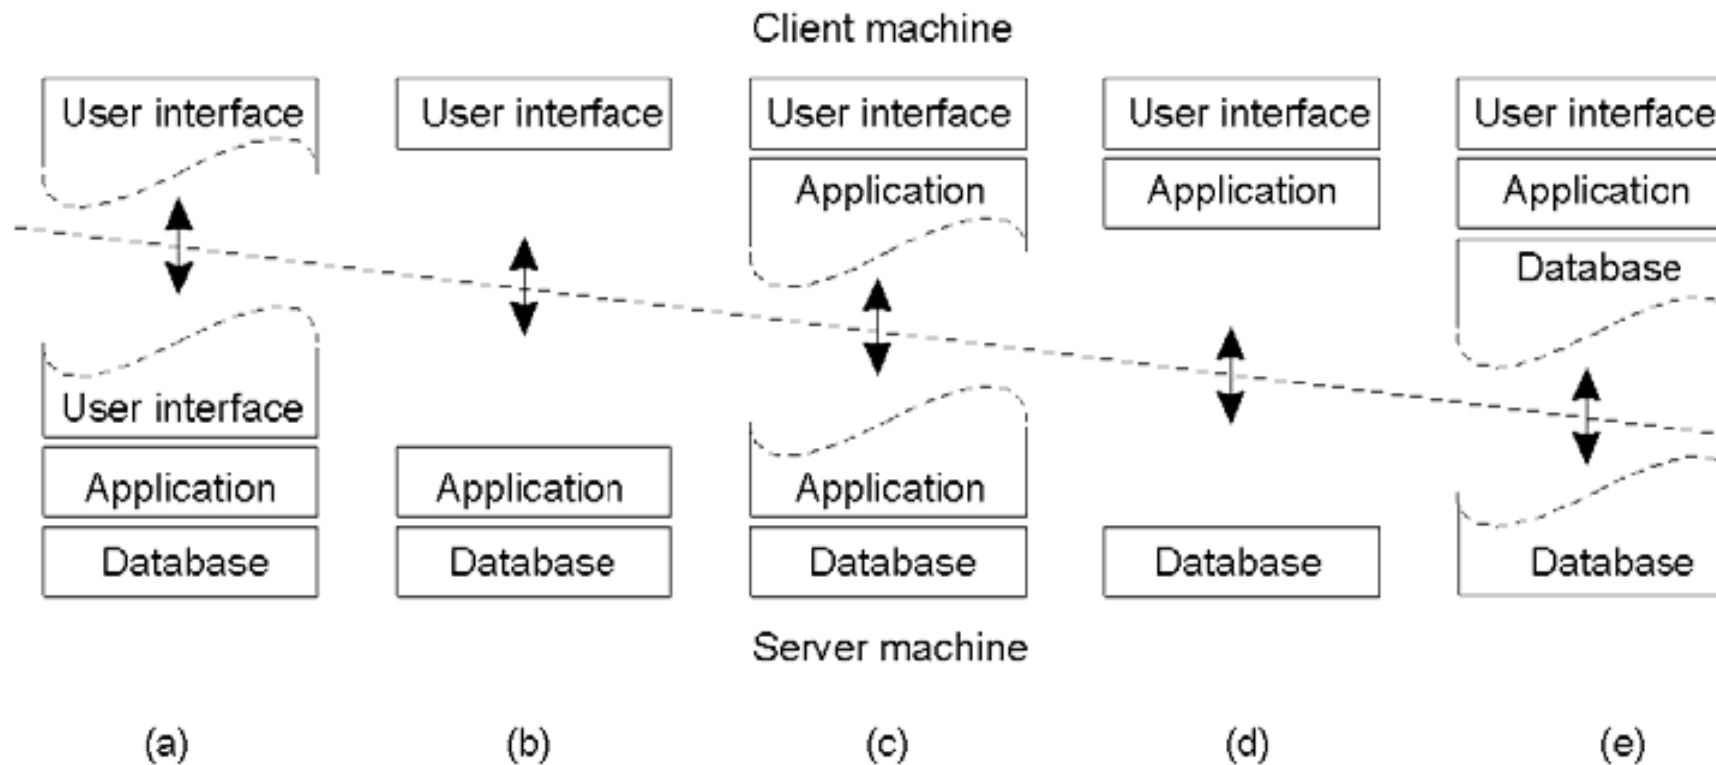 Client machine
User interface
User interface
User interface
User interface
User interface
Application
Application
Application
Database
User interface
Application
Application
Application
Database
Database
Database
Database
Database
Server machine
(a)
(b)
(c)
(d)
(e)